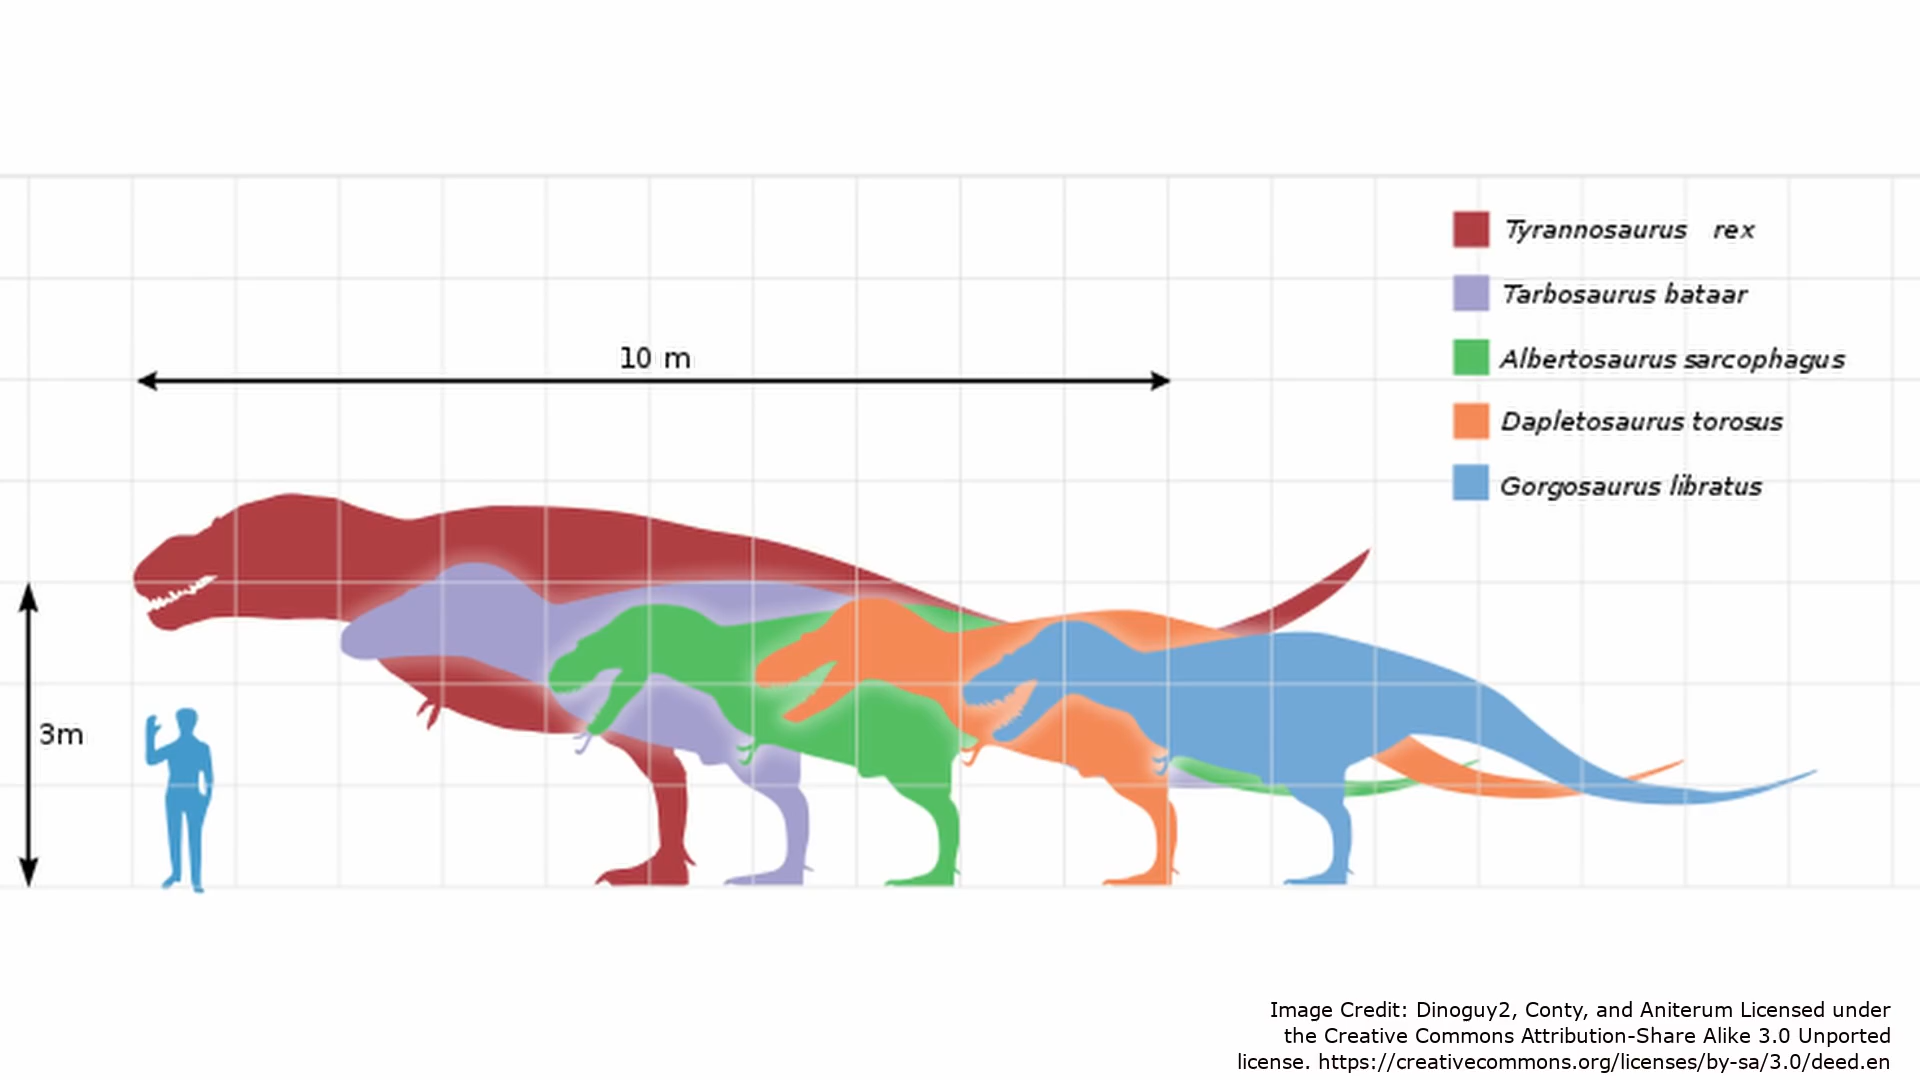 Tyrannosaurus rex
Tarbosaurus bataar
10 m
Albertosaurus sarcophagus
Dapletosaurus torosus
Gorgosaurus libratus
3m
Image Credit: Dinoguy2, Conty, and Aniterum Licensed under
the Creative Commons Attribution-Share Alike 3.0 Unported
license. https://creativecommons.org/licenses/by-sa/3.0/deed.en